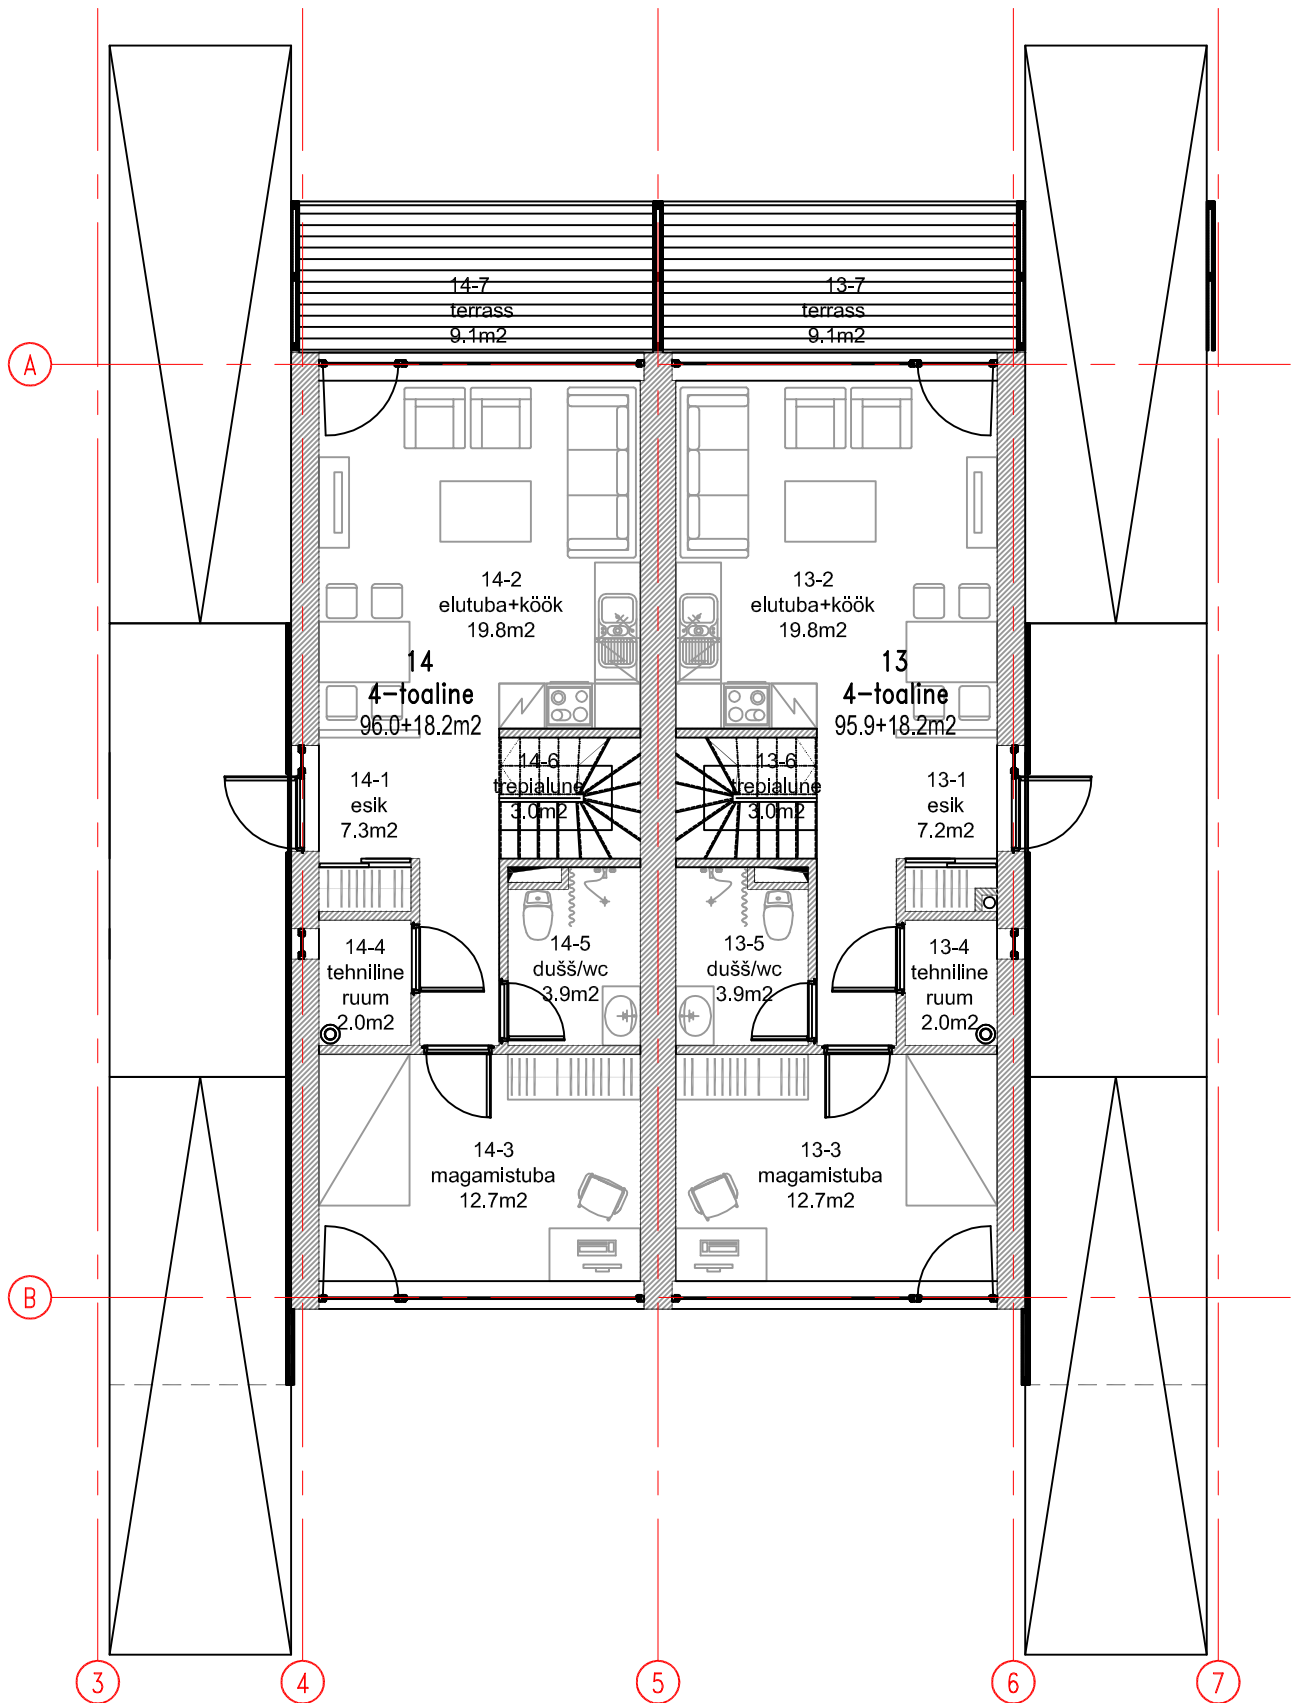 14-7
terrass
9.1m2
13-7
terrass
9.1m2
A
14-2
elutuba+köök
19.8m2
13-2
elutuba+köök
19.8m2
14
4-toaline
96.0+18.2m2
13
4-toaline
95.9+18.2m2
14-1
esik
7.3m2
14-6
trepialune
3.0m2
13-6
trepialune
3.0m2
13-1
esik
7.2m2
14-4
tehniline
ruum
2.0m2
14-5
dušš/wc
3.9m2
13-5
dušš/wc
3.9m2
13-4
tehniline
ruum
2.0m2
14-3
magamistuba
12.7m2
13-3
magamistuba
12.7m2
B
3
4
5
6
7